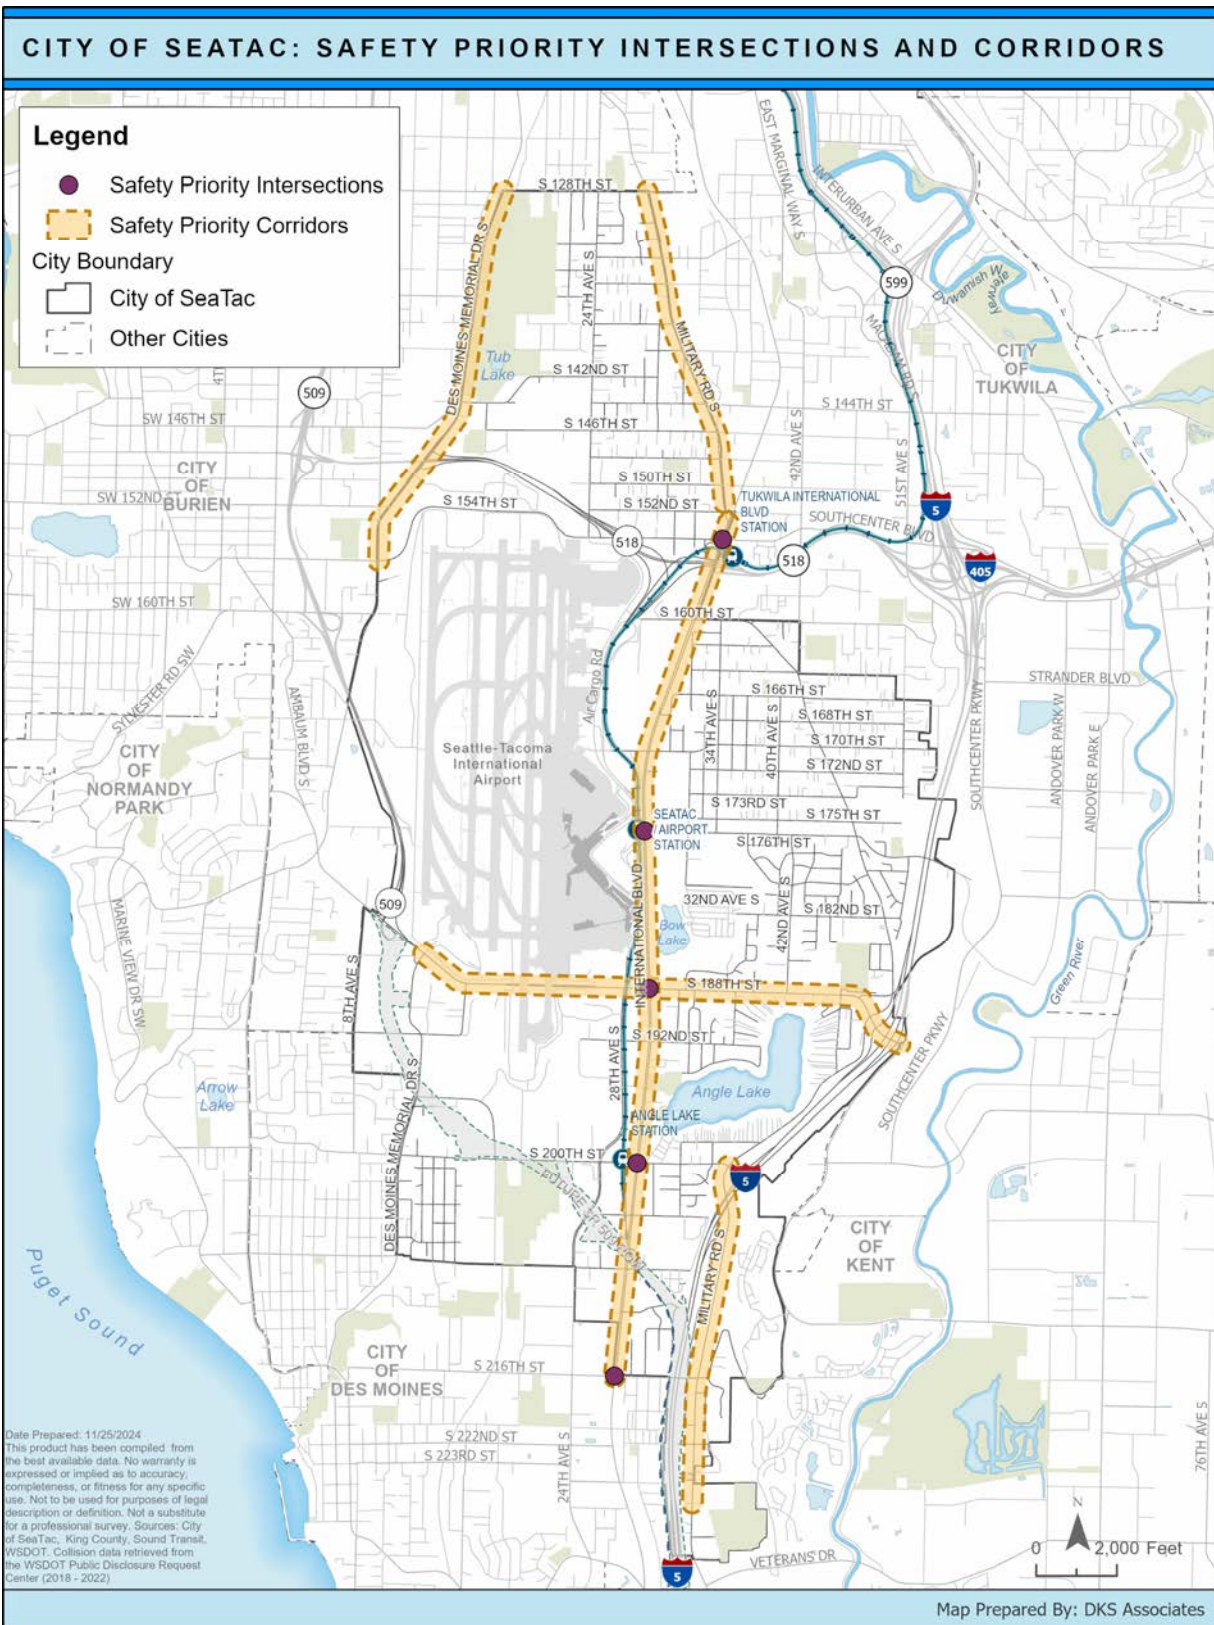 CITY OF SEATAC: SAFETY PRIORITY INTERSECTIONS AND CORRIDORS
Legend
Safety Priority Intersections
Safety Priority Corridors
City Boundary
City of SeaTac
Other Cities
EAST MARGINAL WAY S
INTERURBAN AVE S
S 128TH ST
DES MOINES MEMORIAL DR S
24TH AVE S
MILITARY RD S
599
Duwamish Waterway
CITY
OF
TUKWILA
Tub
Lake
S 142ND ST
509
SW 146TH ST
S 146TH ST
42ND AVE S
S 144TH ST
51ST AVE S
CITY
OF
BURIEN
SW 152ND ST
S 154TH ST
S 150TH ST
S 152ND ST
TUKWILA INTERNATIONAL
BLVD
STATION
SOUTHCENTER BLVD
5
518
518
405
SW 160TH ST
S 160TH ST
SYLVESTER RD SW
AMBAUM BLVD S
Air Cargo Rd
34TH AVE S
40TH AVE S
S 166TH ST
S 168TH ST
S 170TH ST
S 172ND ST
STRANDER BLVD
SOUTHCENTER PKWY
ANDOVER PARK W
ANDOVER PARK E
CITY
OF
NORMANDY
PARK
Seattle-Tacoma
International
Airport
S 173RD ST
S 175TH ST
SEATAC
/ AIRPORT
STATION
S 176TH ST
INTERNATIONAL BLVD
509
MARINE VIEW DR SW
32ND AVE S
42ND AVE S
S 182ND ST
Bow
Lake
8TH AVE S
S 188TH ST
Green River
28TH AVE S
S 192ND ST
SOUTHCENTER PKWY
Arrow
Lake
DES MOINES MEMORIAL DR S
Angle Lake
ANGLE LAKE
STATION
S 200TH ST
5
FUTURE SR 509 ROW
MILITARY RD S
CITY
OF
KENT
Puget Sound
CITY
OF
DES MOINES
S 216TH ST
S 222ND ST
S 223RD ST
24TH AVE S
76TH AVE S
VETERANS DR
5
N
0 2,000 Feet
Date Prepared: 11/25/2024
This product has been compiled from
the best available data. No warranty is
expressed or implied as to accuracy,
completeness, or fitness for any specific
use. Not to be used for purposes of legal
description or definition. Not a substitute
for a professional survey. Sources: City
of SeaTac, King County, Sound Transit,
WSDOT. Collision data retrieved from
the WSDOT Public Disclosure Request
Center (2018 - 2022)
Map Prepared By: DKS Associates